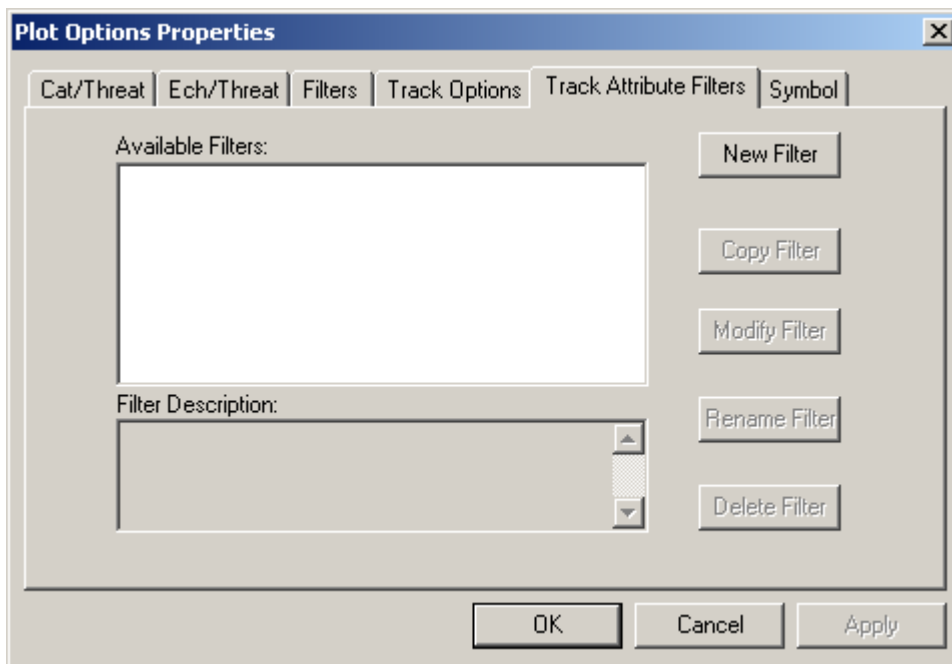 Plot Options Properties
Cat/Threat Ech/Threat Filters Track Options Track Attribute Filters Symbol
Available Filters:
New Filter
Copy Filter
Modify Filter
Filter Description:
Rename Filter
Delete Filter
OK Cancel Apply